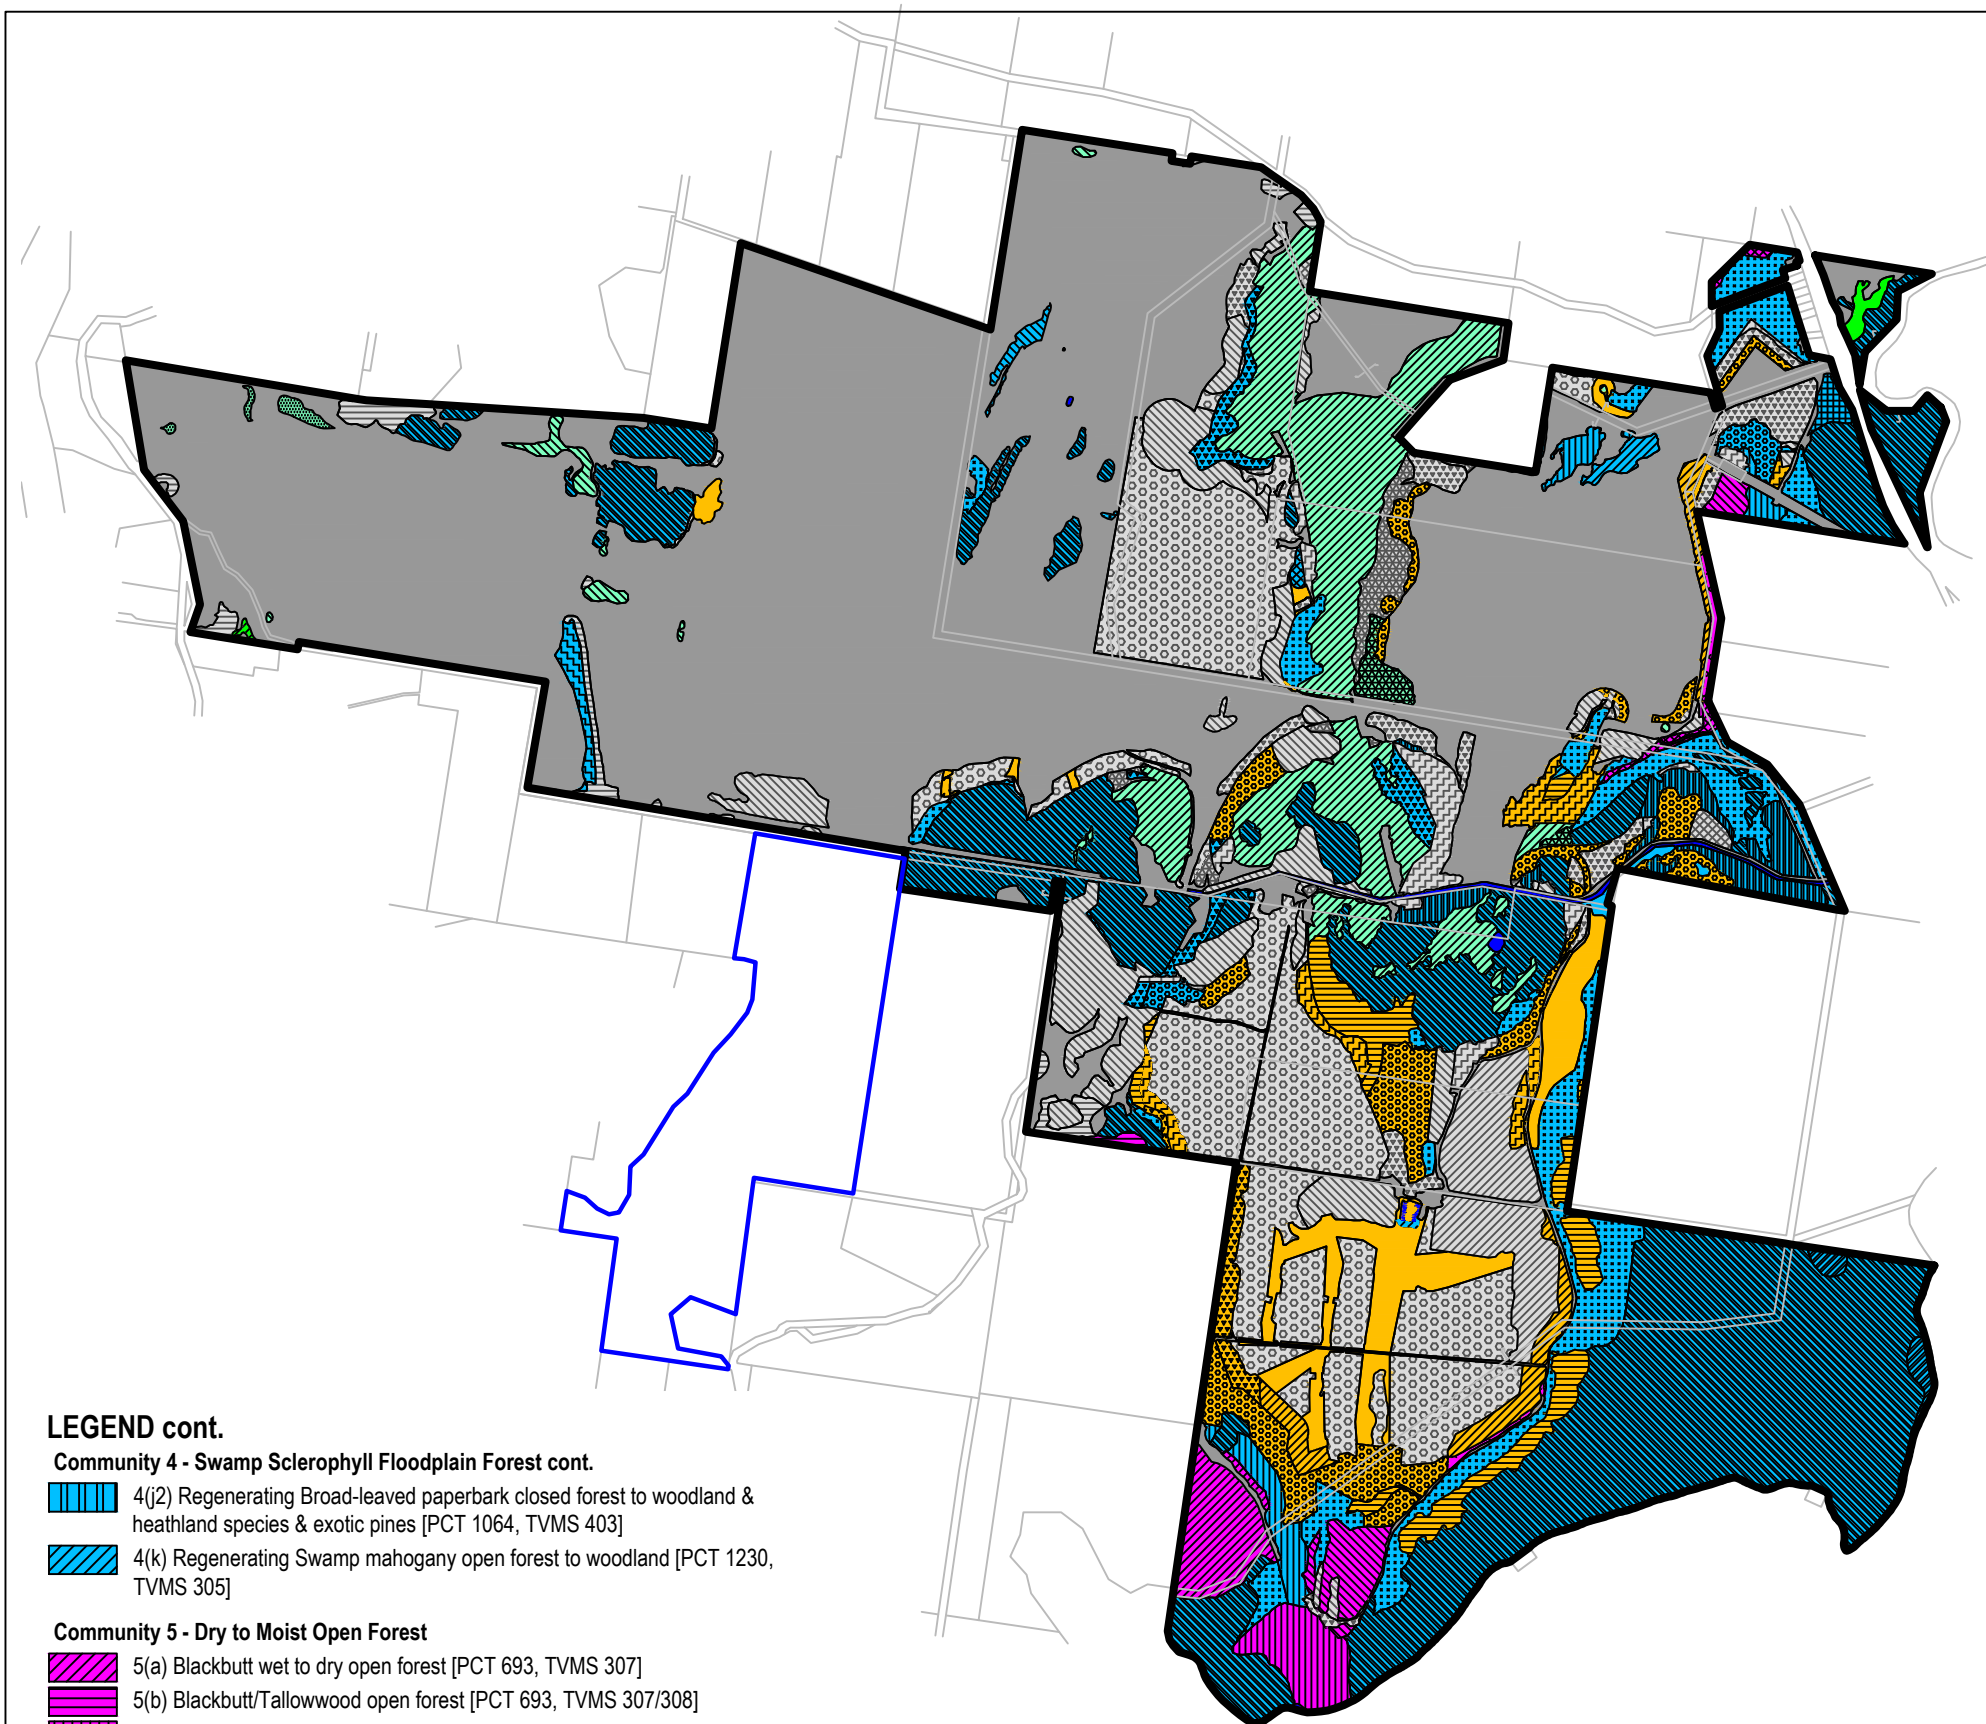 LEGEND cont.
Community 4 - Swamp Sclerophyll Floodplain Forest cont.
4(j2) Regenerating Broad-leaved paperbark closed forest to woodland &
heathland species & exotic pines [PCT 1064, TVMS 403]
4(k) Regenerating Swamp mahogany open forest to woodland [PCT 1230,
TVMS 305]
Community 5 - Dry to Moist Open Forest
5(a) Blackbutt wet to dry open forest [PCT 693, TVMS 307]
5(b) Blackbutt/Tallowwood open forest [PCT 693, TVMS 307/308]